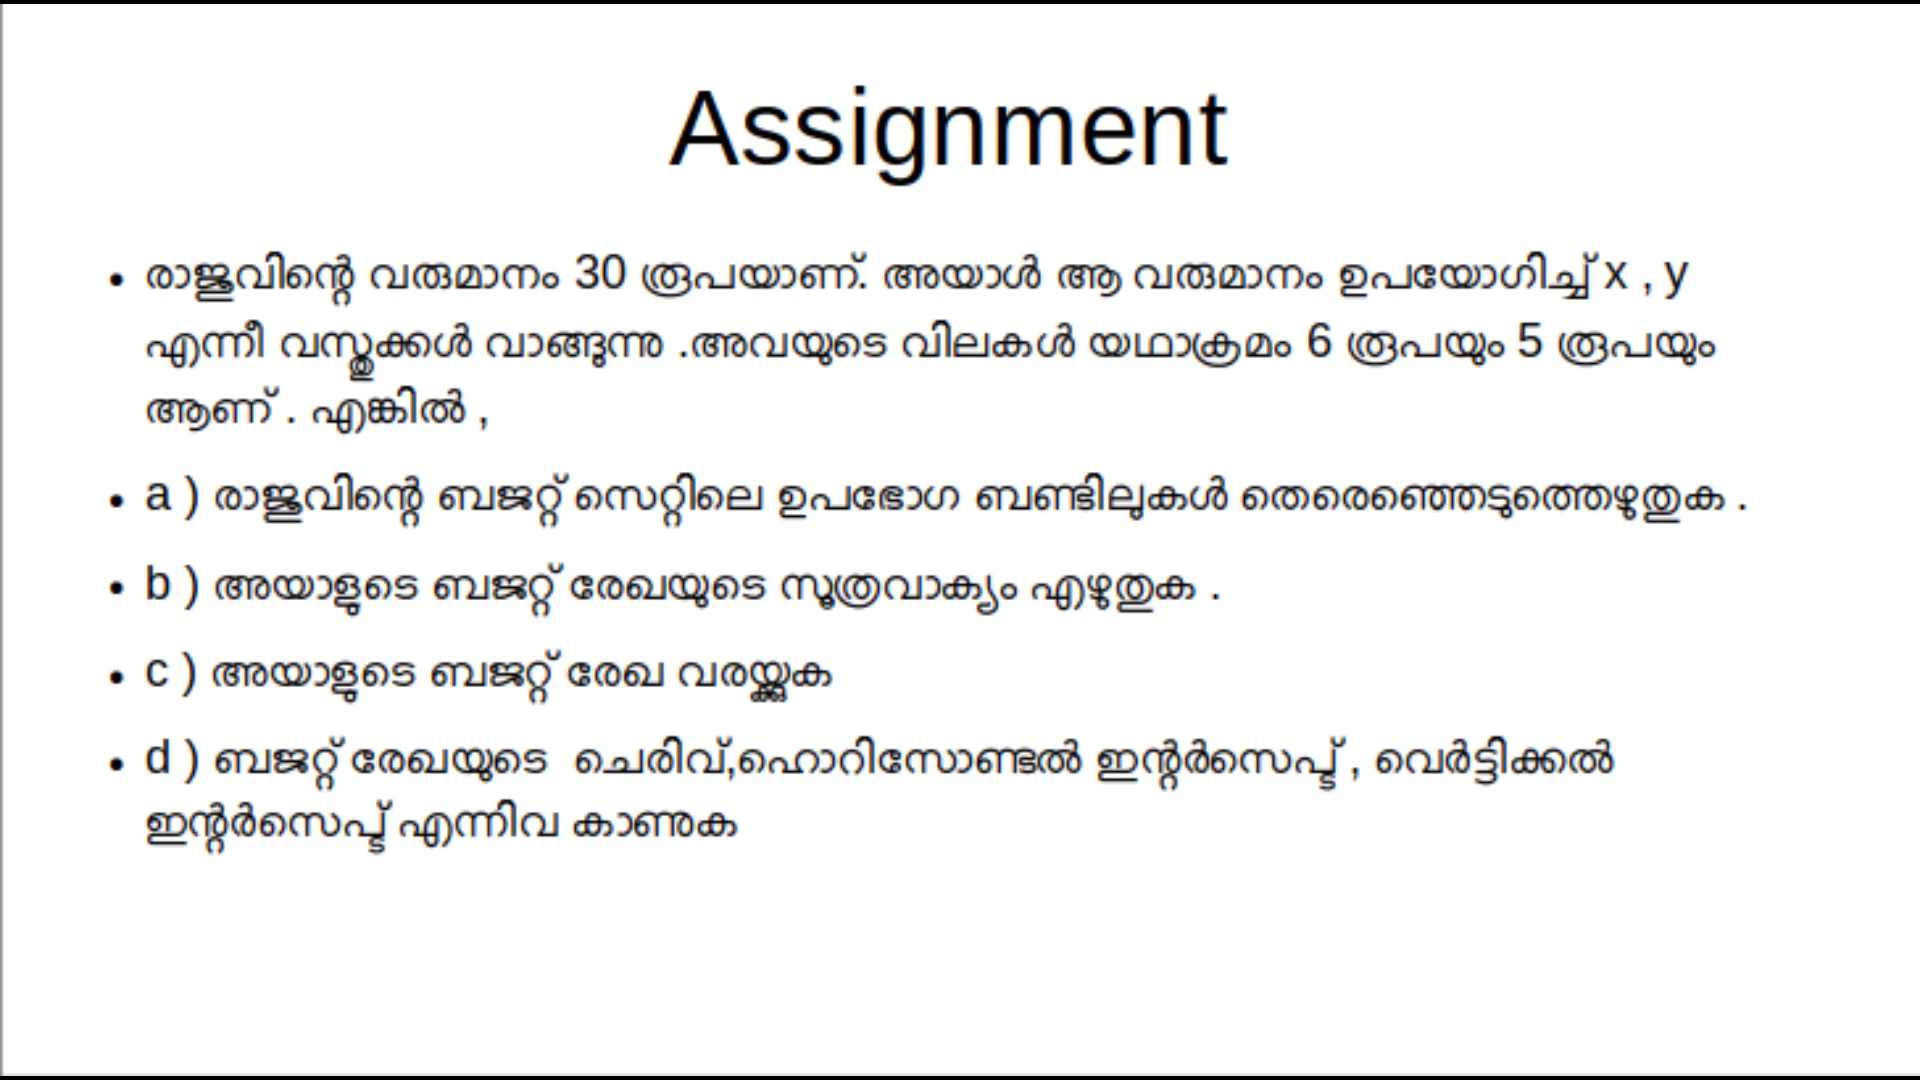 Assignment
• രാജുവിന്റെ വരുമാനം 30 രൂപയാണ്. അയാൾ ആ വരുമാനം ഉപയോഗിച്ച് x , y
എന്നീ വസ്തുക്കൾ വാങ്ങുന്നു .അവയുടെ വിലകൾ യഥാക്രമം 6 രൂപയും 5 രൂപയും
ആണ് . എങ്കിൽ ,
• a ) രാജുവിന്റെ ബജറ്റ് സെറ്റിലെ ഉപഭോഗ ബണ്ടിലുകൾ തെരെഞ്ഞെടുത്തെഴുതുക .
• b ) അയാളുടെ ബജറ്റ് രേഖയുടെ സൂത്രവാക്യം എഴുതുക .
• c ) അയാളുടെ ബജറ്റ് രേഖ വരയ്ക്കുക
• d ) ബജറ്റ് രേഖയുടെ ചെരിവ്,ഹൊറിസോണ്ടൽ ഇന്റർസെപ്ട് , വെർട്ടിക്കൽ
ഇന്റർസെപ്ട് എന്നിവ കാണുക